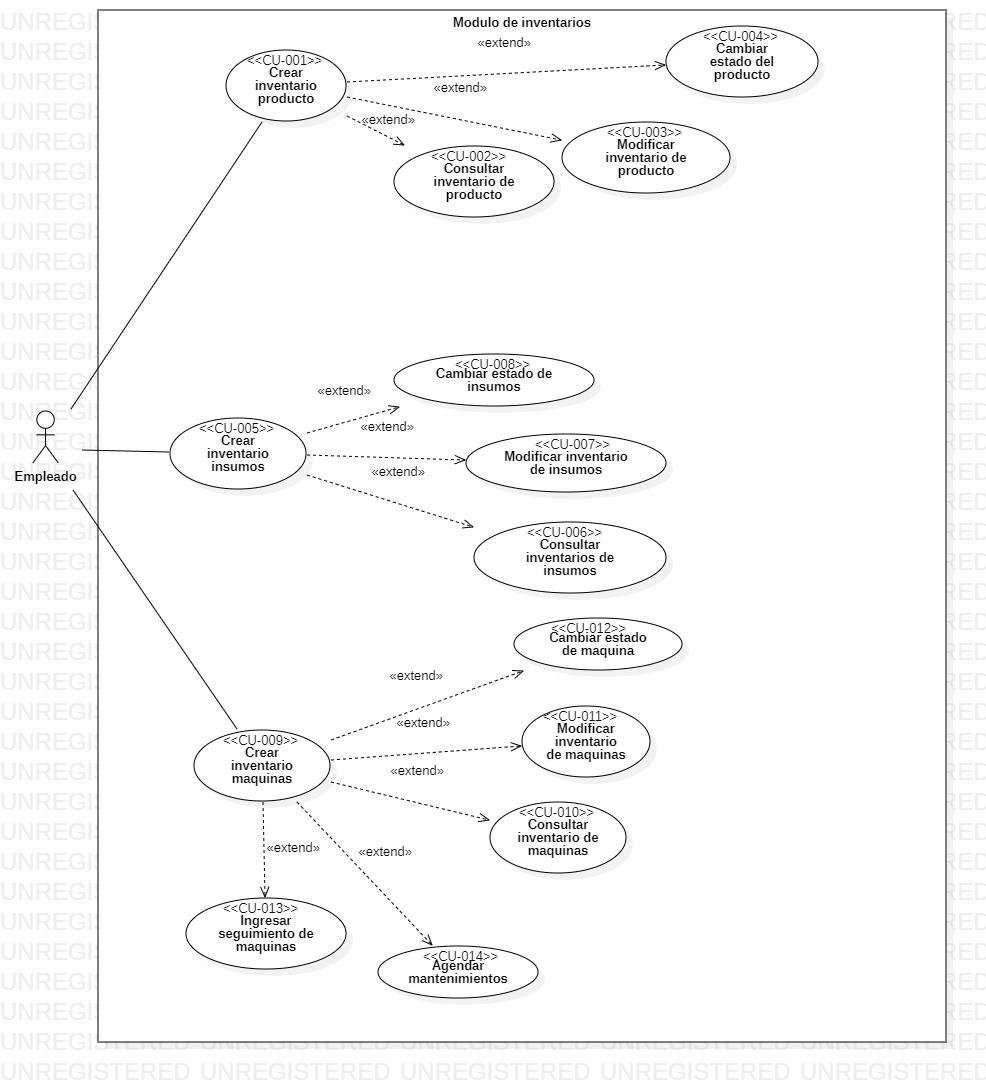 Modulo de inventarios
«extend»
<<CU-004>>
Cambiar
estado del
producto
<<CU-001>>
Crear
inventario
producto
«extend»
«extend»
<<CU-003>>
Modificar
inventario de
producto
<<CU-002>>
Consultar
inventario de
producto
<<CU-008>>
Cambiar estado de
insumos
«extend»
<<CU-005>>
Crear
inventario
insumos
«extend»
<<CU-007>>
Modificar inventario
de insumos
«extend»
Empleado
<<CU-006>>
Consultar
inventarios de
insumos
<<CU-012>>
Cambiar estado
de maquina
«extend»
<<CU-011>>
Modificar
inventario
de maquinas
«extend»
<<CU-009>>
Crear
inventario
maquinas
«extend»
<<CU-010>>
Consultar
inventario de
maquinas
«extend»
«extend»
<<CU-013>>
Ingresar
seguimiento de
maquinas
<<CU-014>>
Agendar
mantenimientos
UNREGISTERED UNREGISTERED UNREGISTERED UNREGISTERED UNREGISTERED